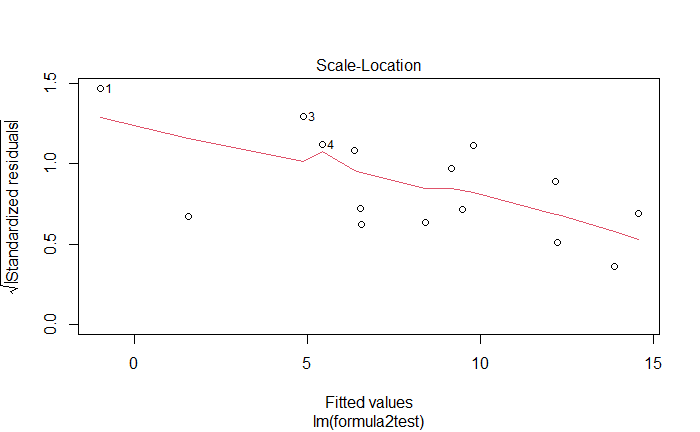 Scale-Location
√|Standardized residuals|
1.5
1.0
0.5
0.0
1
3
4
0 5 10 15
Fitted values
lm(formula2test)